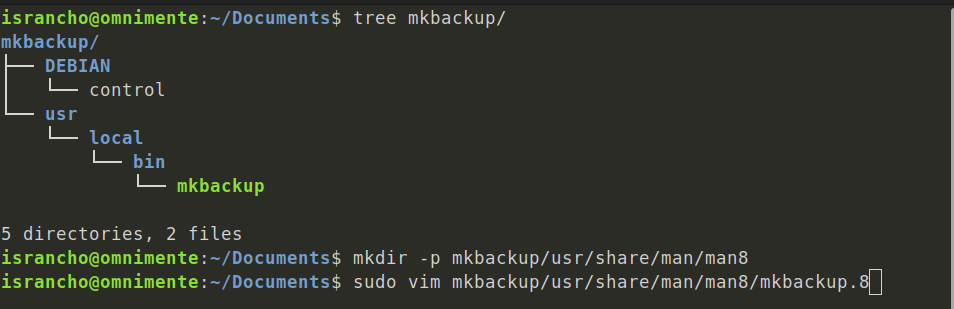 israncho@omnimente:~/Documents$ tree mkbackup/
mkbackup/
├── DEBIAN
│   └── control
└── usr
    └── local
        └── bin
            └── mkbackup

5 directories, 2 files
israncho@omnimente:~/Documents$ mkdir -p mkbackup/usr/share/man/man8
israncho@omnimente:~/Documents$ sudo vim mkbackup/usr/share/man/man8/mkbackup.8